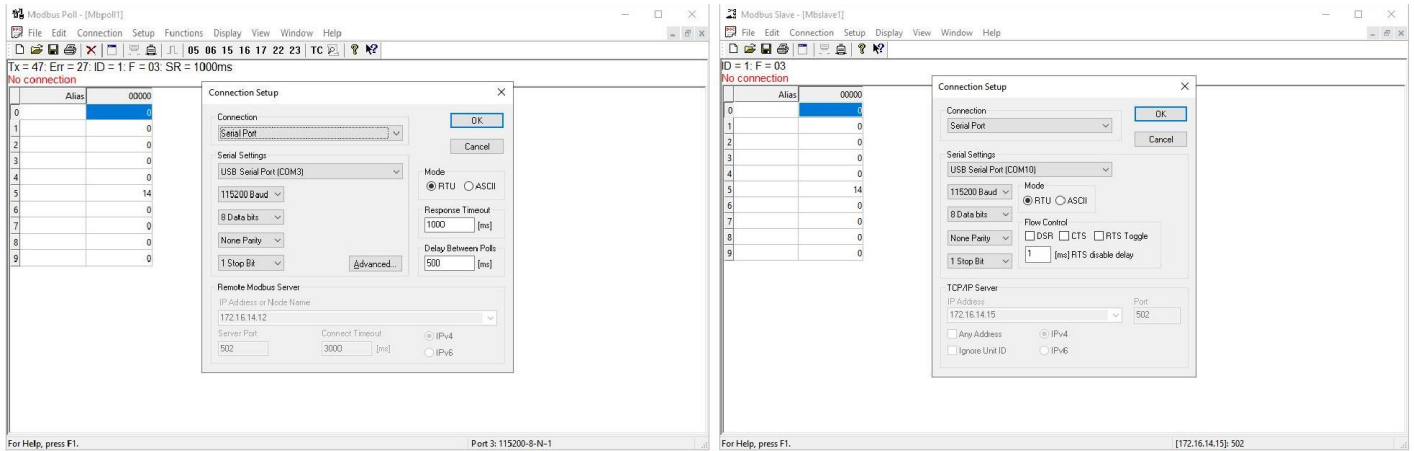 Modbus Poll - [Mbpoll1]
File Edit Connection Setup Functions Display View Window Help
05 06 15 16 17 22 23 TC
Tx = 47: Err = 27: ID = 1: F = 03: SR = 1000ms
No connection
Alias 00000
0 0
1 0
2 0
3 0
4 0
5 14
6 0
7 0
8 0
9 0
Connection Setup
Connection
Serial Port
OK
Cancel
Serial Settings
USB Serial Port (COM3)
115200 Baud
8 Data bits
None Parity
1 Stop Bit
Advanced...
Mode
RTU ASCII
Response Timeout
1000 [ms]
Delay Between Polls
500 [ms]
Remote Modbus Server
IP Address or Node Name
172.16.14.12
Server Port Connect Timeout
502 3000 [ms]
IPv4
IPv6
For Help, press F1.
Port 3: 115200-8-N-1
Modbus Slave - [Mbslave1]
File Edit Connection Setup Display View Window Help
ID = 1: F = 03
No connection
Alias 00000
0 0
1 0
2 0
3 0
4 0
5 14
6 0
7 0
8 0
9 0
Connection Setup
Connection
Serial Port
OK
Cancel
Serial Settings
USB Serial Port (COM10)
115200 Baud
8 Data bits
None Parity
1 Stop Bit
Mode
RTU ASCII
Flow Control
DSR CTS RTS Toggle
1 [ms] RTS disable delay
TCP/IP Server
IP Address Port
172.16.14.15 502
Any Address IPv4
Ignore Unit ID IPv6
For Help, press F1.
[172.16.14.15]: 502